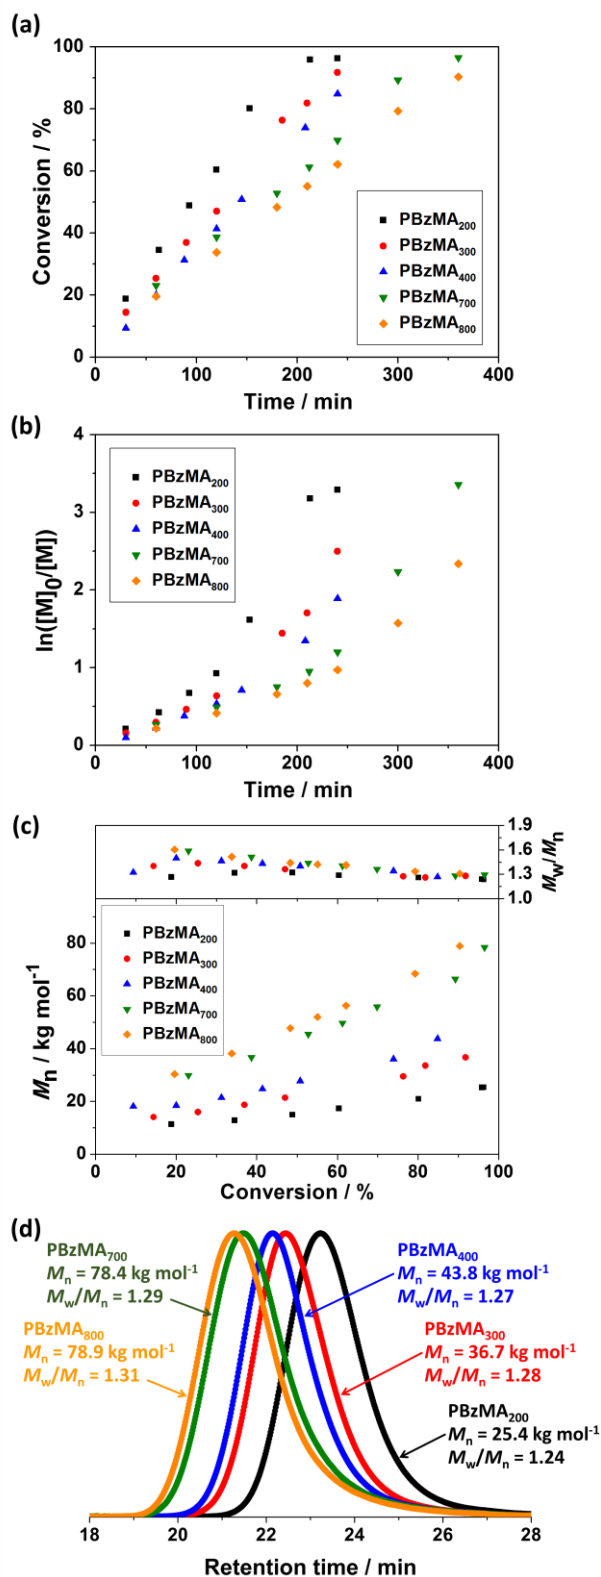 (a)
100
80
60
40
20
0
Conversion / %
PBzMA200
PBzMA300
PBzMA400
PBzMA700
PBzMA800
0 100 200 300 400
Time / min
(b)
4
3
2
1
0
ln([M]0/[M])
PBzMA200
PBzMA300
PBzMA400
PBzMA700
PBzMA800
0 100 200 300 400
Time / min
(c)
1.9
1.6
1.3
1.0
Mw/Mn
80
60
40
20
0
Mn / kg mol-1
PBzMA200
PBzMA300
PBzMA400
PBzMA700
PBzMA800
0 20 40 60 80 100
Conversion / %
(d)
PBzMA700
Mn = 78.4 kg mol-1
Mw/Mn = 1.29
PBzMA800
Mn = 78.9 kg mol-1
Mw/Mn = 1.31
PBzMA400
Mn = 43.8 kg mol-1
Mw/Mn = 1.27
PBzMA300
Mn = 36.7 kg mol-1
Mw/Mn = 1.28
PBzMA200
Mn = 25.4 kg mol-1
Mw/Mn = 1.24
18 20 22 24 26 28
Retention time / min